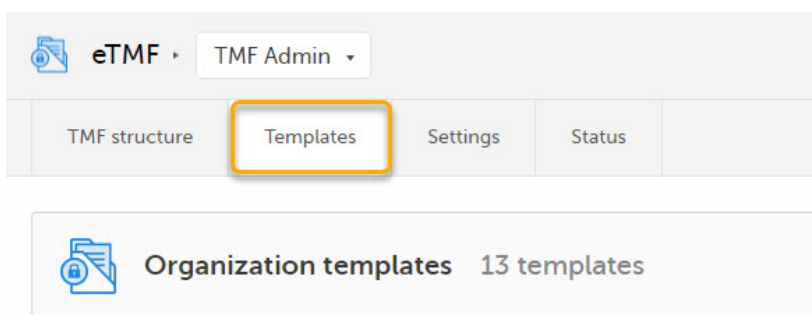 eTMF TMF Admin
TMF structure Templates Settings Status
Organization templates 13 templates